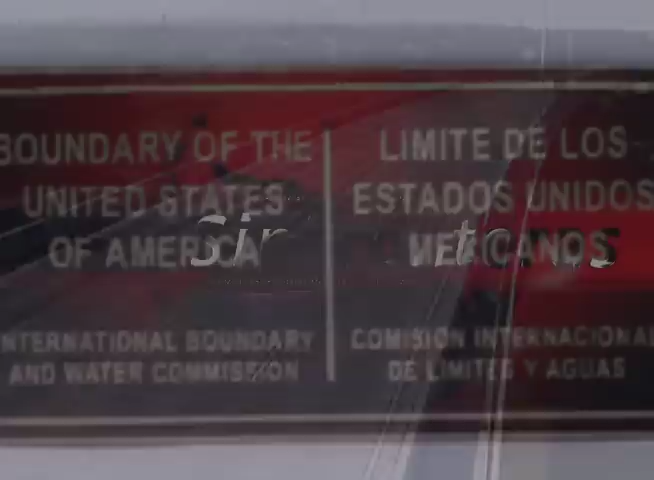 BOUNDARY OF THE
UNITED STATES
OF AMERICA
INTERNATIONAL BOUNDARY
AND WATER COMMISSION
LIMITE DE LOS
ESTADOS UNIDOS
MEXICANOS
COMISION INTERNACIONAL
DE LIMITES Y AGUAS